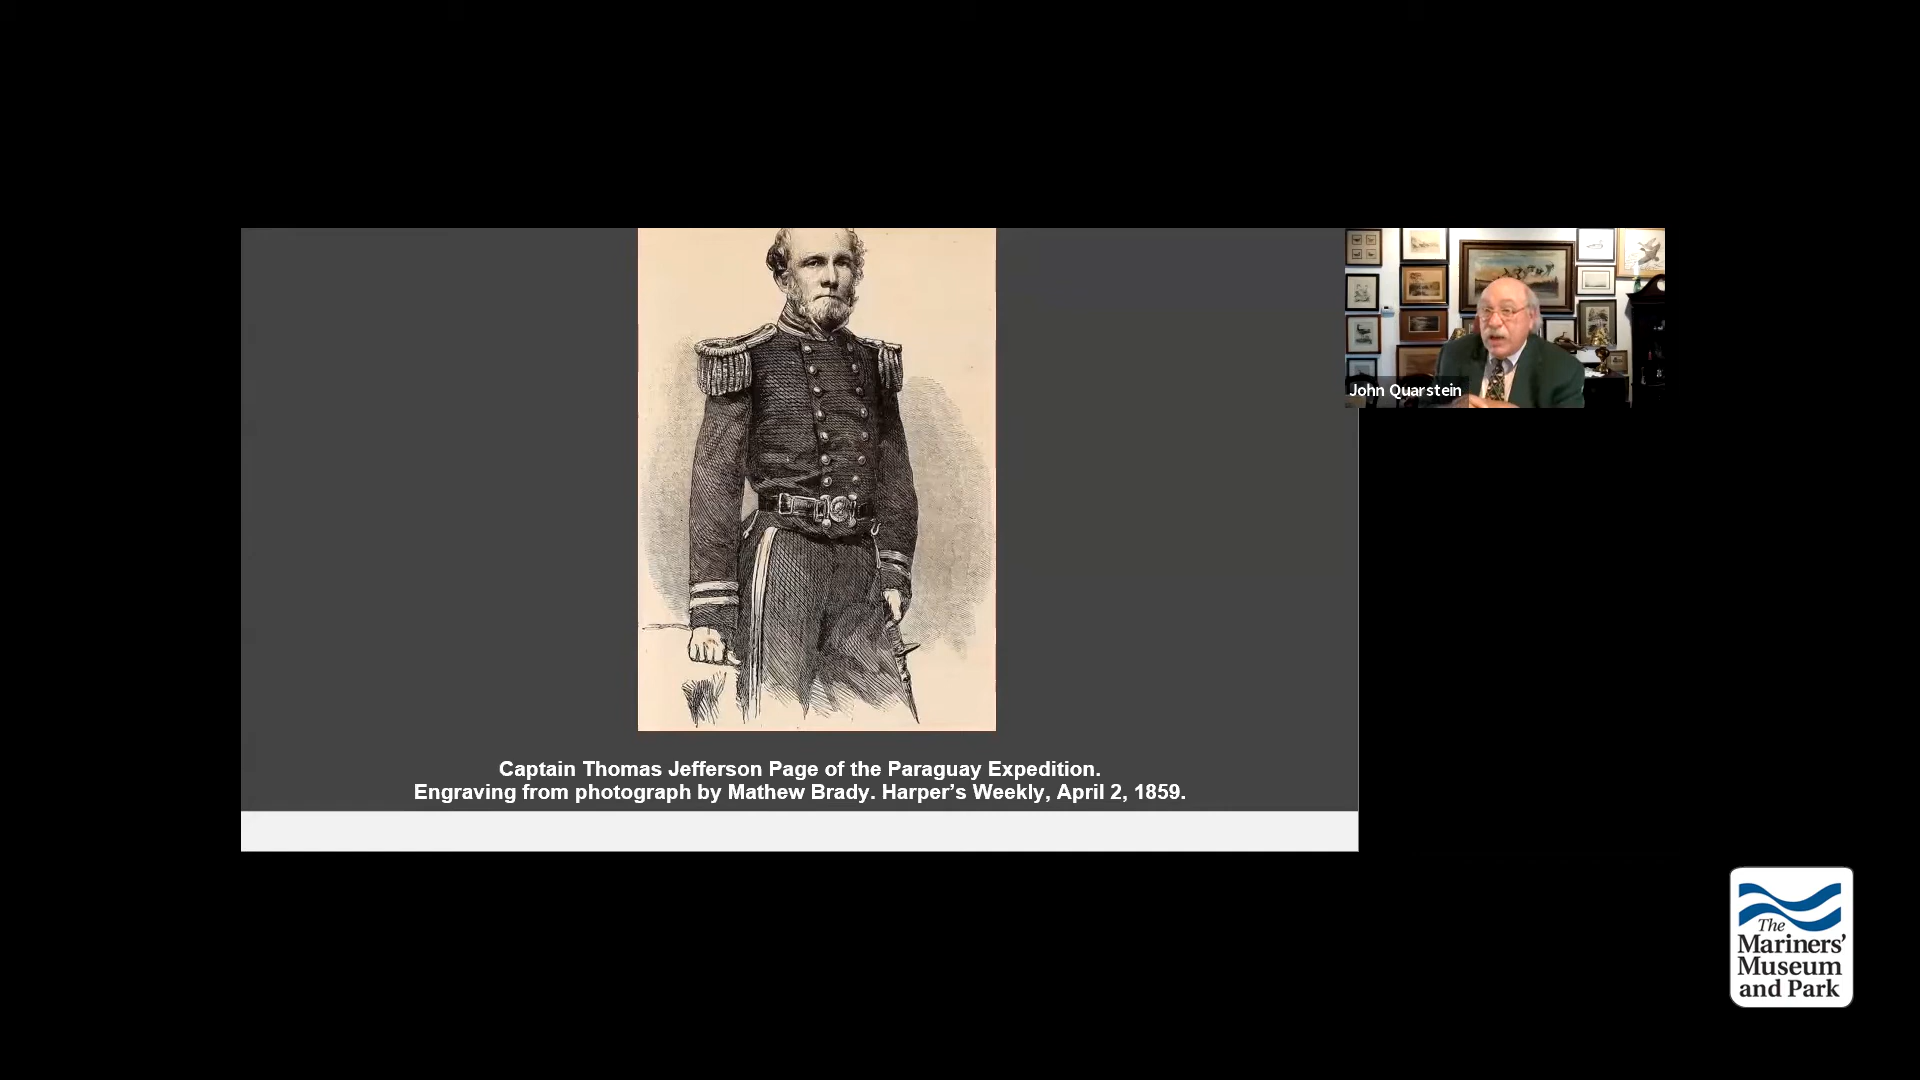 John Quarstein
Captain Thomas Jefferson Page of the Paraguay Expedition.
Engraving from photograph by Mathew Brady. Harper’s Weekly, April 2, 1859.
The
Mariners’
Museum
and Park